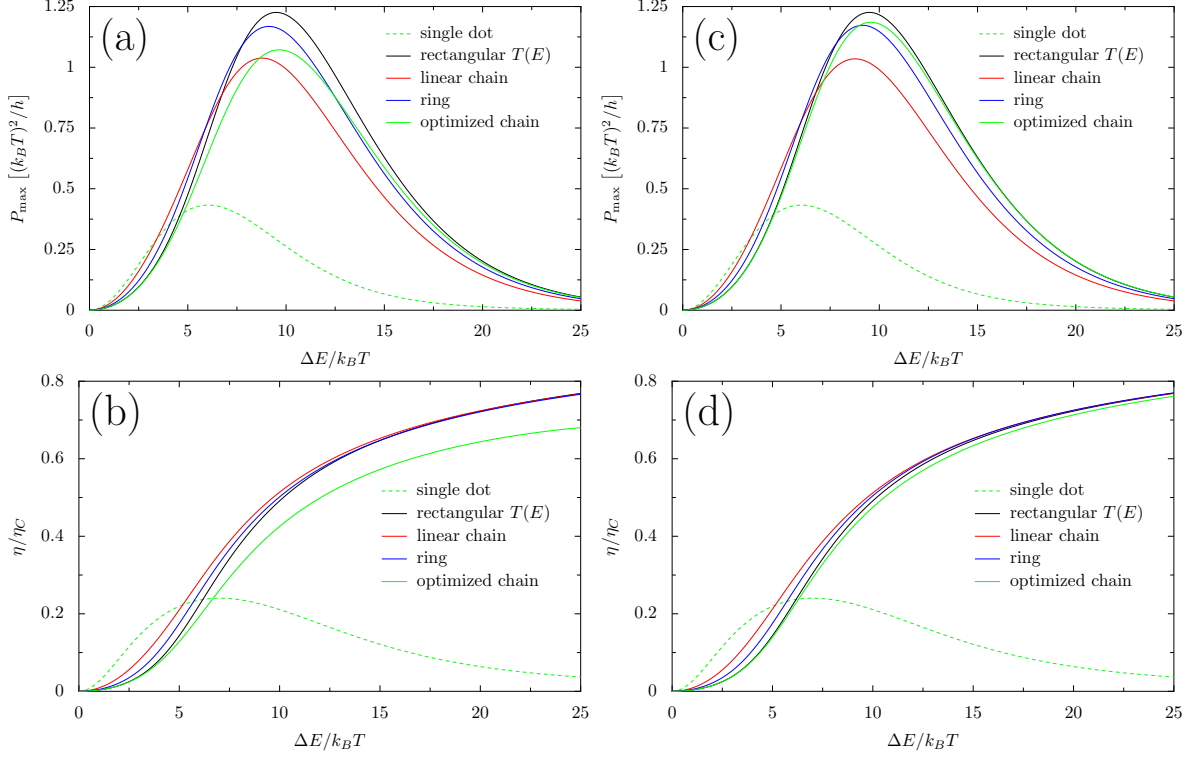 (a)
P_max [(k_BT)^2/h]
1.25
1
0.75
0.5
0.25
0
single dot
rectangular T(E)
linear chain
ring
optimized chain
0 5 10 15 20 25
ΔE/k_BT
(c)
P_max [(k_BT)^2/h]
1.25
1
0.75
0.5
0.25
0
single dot
rectangular T(E)
linear chain
ring
optimized chain
0 5 10 15 20 25
ΔE/k_BT
(b)
η/η_C
0.8
0.6
0.4
0.2
0
single dot
rectangular T(E)
linear chain
ring
optimized chain
0 5 10 15 20 25
ΔE/k_BT
(d)
η/η_C
0.8
0.6
0.4
0.2
0
single dot
rectangular T(E)
linear chain
ring
optimized chain
0 5 10 15 20 25
ΔE/k_BT